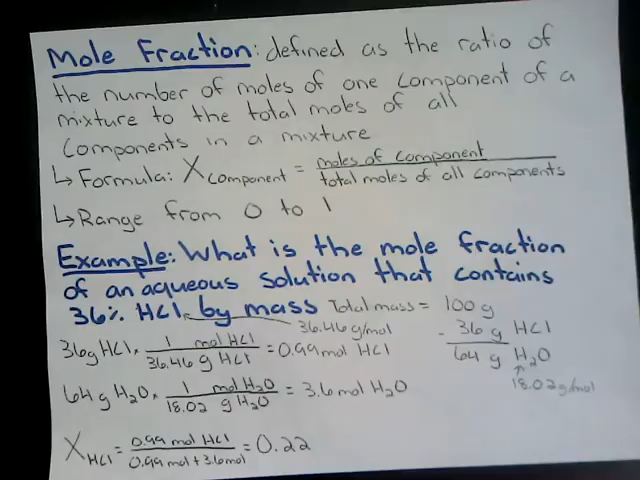 Mole Fraction: defined as the ratio of
the number of moles of one component of a
mixture to the total moles of all
components in a mixture
↳ Formula: X component = moles of component / total moles of all components
↳ Range from 0 to 1
Example: What is the mole fraction
of an aqueous solution that contains
36% HCl by mass
Total mass = 100 g
- 36 g HCl
64 g H₂O
18.02 g/mol
36.46 g/mol
36 g HCl × 1 mol HCl / 36.46 g HCl = 0.99 mol HCl
64 g H₂O × 1 mol H₂O / 18.02 g H₂O = 3.6 mol H₂O
X HCl = 0.99 mol HCl / 0.99 mol + 3.6 mol = 0.22